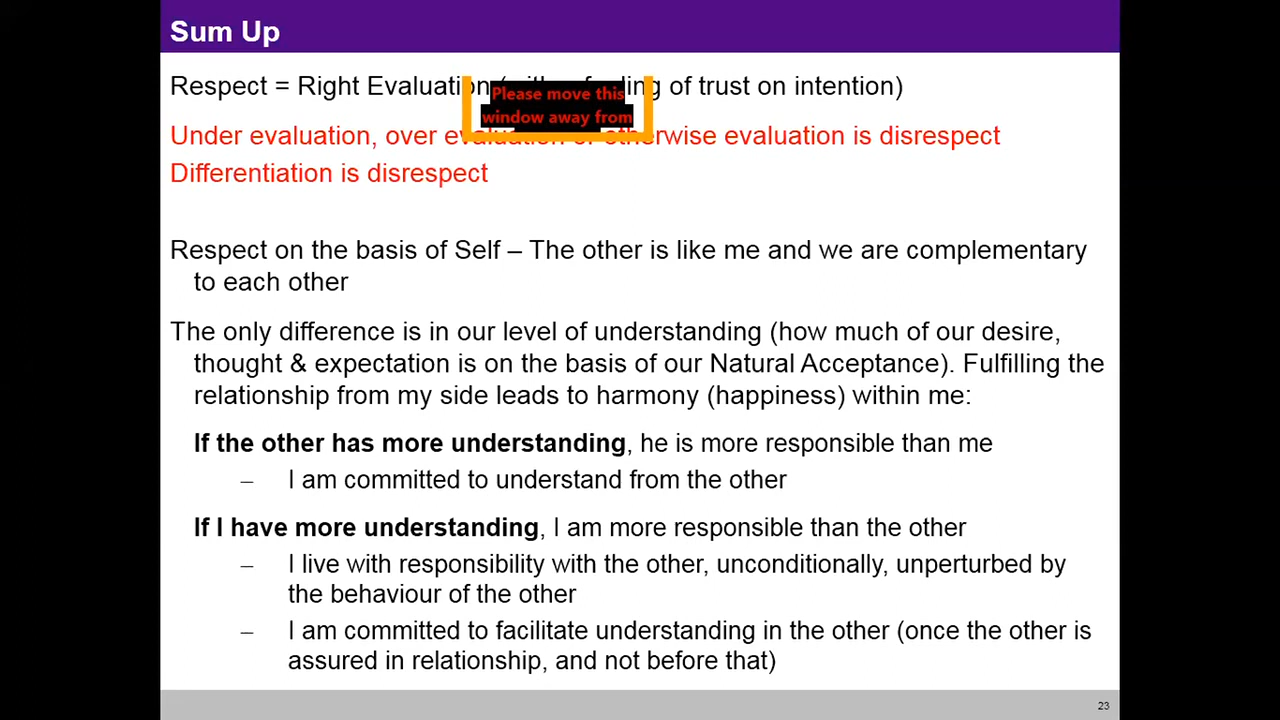 Sum Up
Respect = Right Evaluation of trust on intention)
Please move this
window away from
Under evaluation, over evaluation or otherwise evaluation is disrespect
Differentiation is disrespect
Respect on the basis of Self – The other is like me and we are complementary
to each other
The only difference is in our level of understanding (how much of our desire,
thought & expectation is on the basis of our Natural Acceptance). Fulfilling the
relationship from my side leads to harmony (happiness) within me:
If the other has more understanding, he is more responsible than me
– I am committed to understand from the other
If I have more understanding, I am more responsible than the other
– I live with responsibility with the other, unconditionally, unperturbed by
the behaviour of the other
– I am committed to facilitate understanding in the other (once the other is
assured in relationship, and not before that)
23